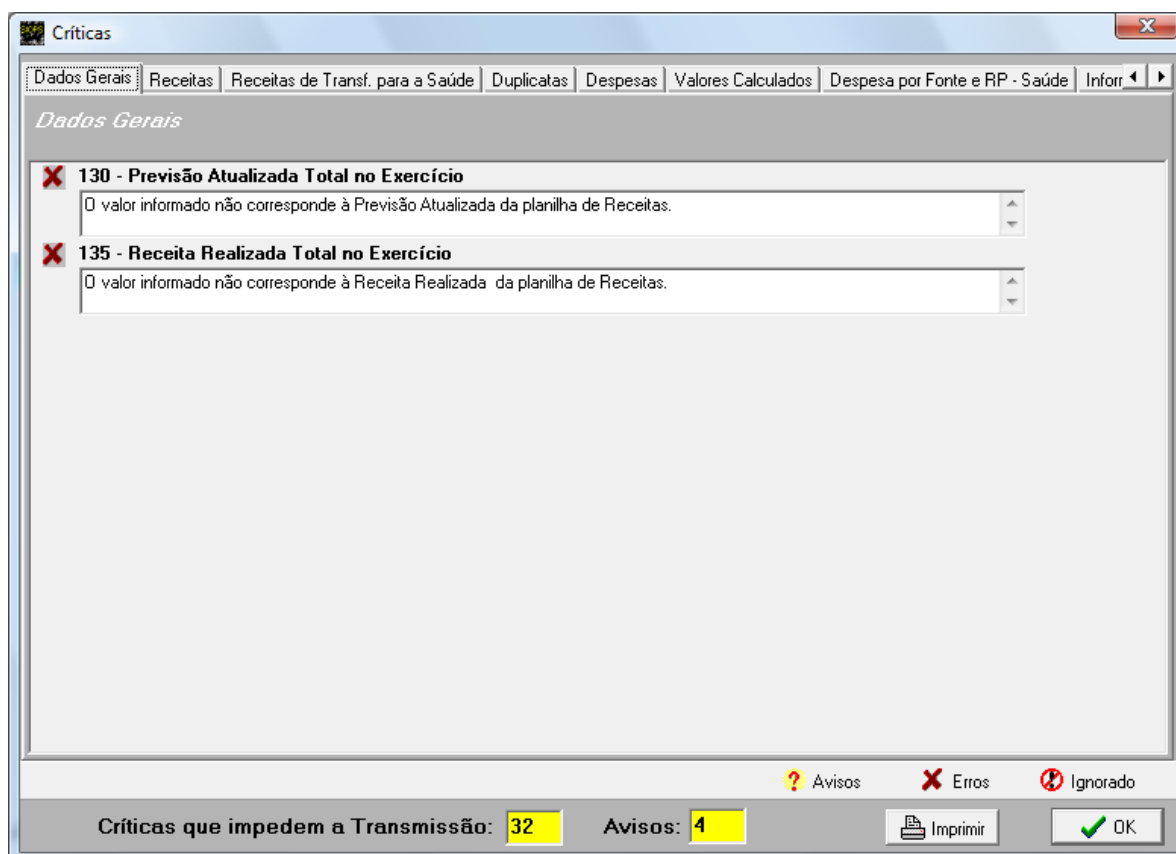 Críticas
Dados Gerais Receitas Receitas de Transf. para a Saúde Duplicatas Despesas Valores Calculados Despesa por Fonte e RP - Saúde Inform
Dados Gerais
130 - Previsão Atualizada Total no Exercício
O valor informado não corresponde à Previsão Atualizada da planilha de Receitas.
135 - Receita Realizada Total no Exercício
O valor informado não corresponde à Receita Realizada da planilha de Receitas.
? Avisos Erros Ignorado
Críticas que impedem a Transmissão: 32 Avisos: 4 Imprimir OK